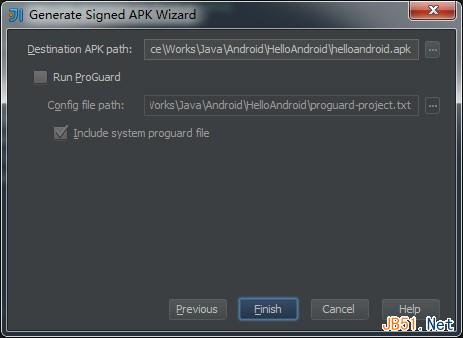 Generate Signed APK Wizard
Destination APK path: ce\Works\Java\Android\HelloAndroid\helloandroid.apk ...
Run ProGuard
Config file path: \Works\Java\Android\HelloAndroid\proguard-project.txt ...
Include system proguard file
Previous Finish Cancel Help
JB51.Net